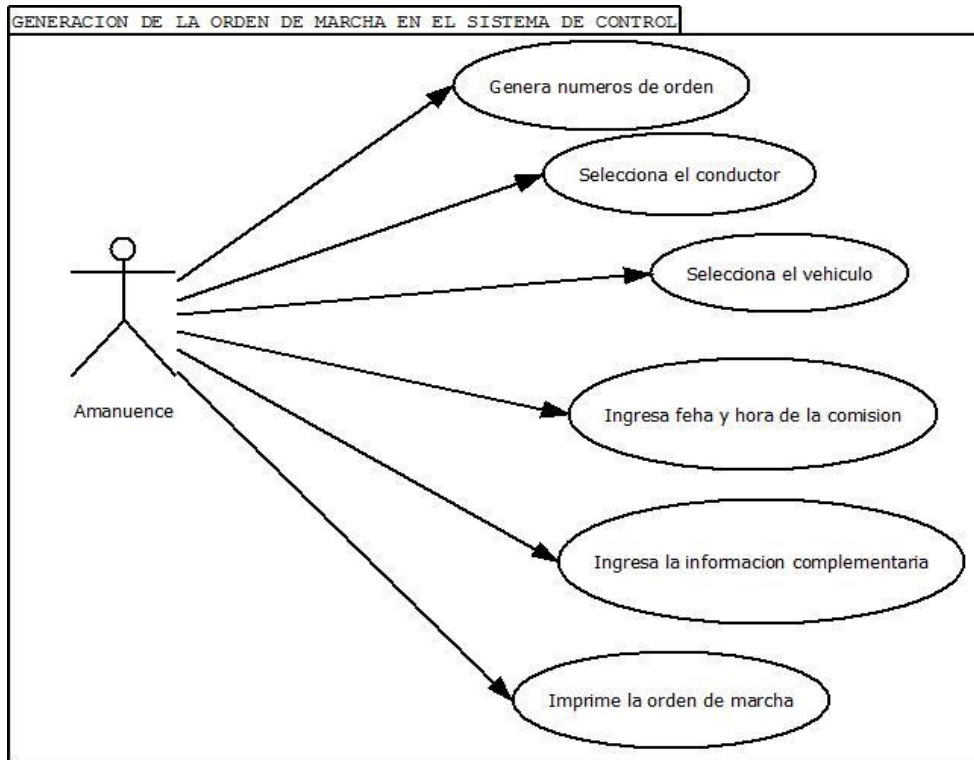 GENERACION DE LA ORDEN DE MARCHA EN EL SISTEMA DE CONTROL
Genera numeros de orden
Selecciona el conductor
Selecciona el vehiculo
Amanuence
Ingresa feha y hora de la comision
Ingresa la informacion complementaria
Imprime la orden de marcha